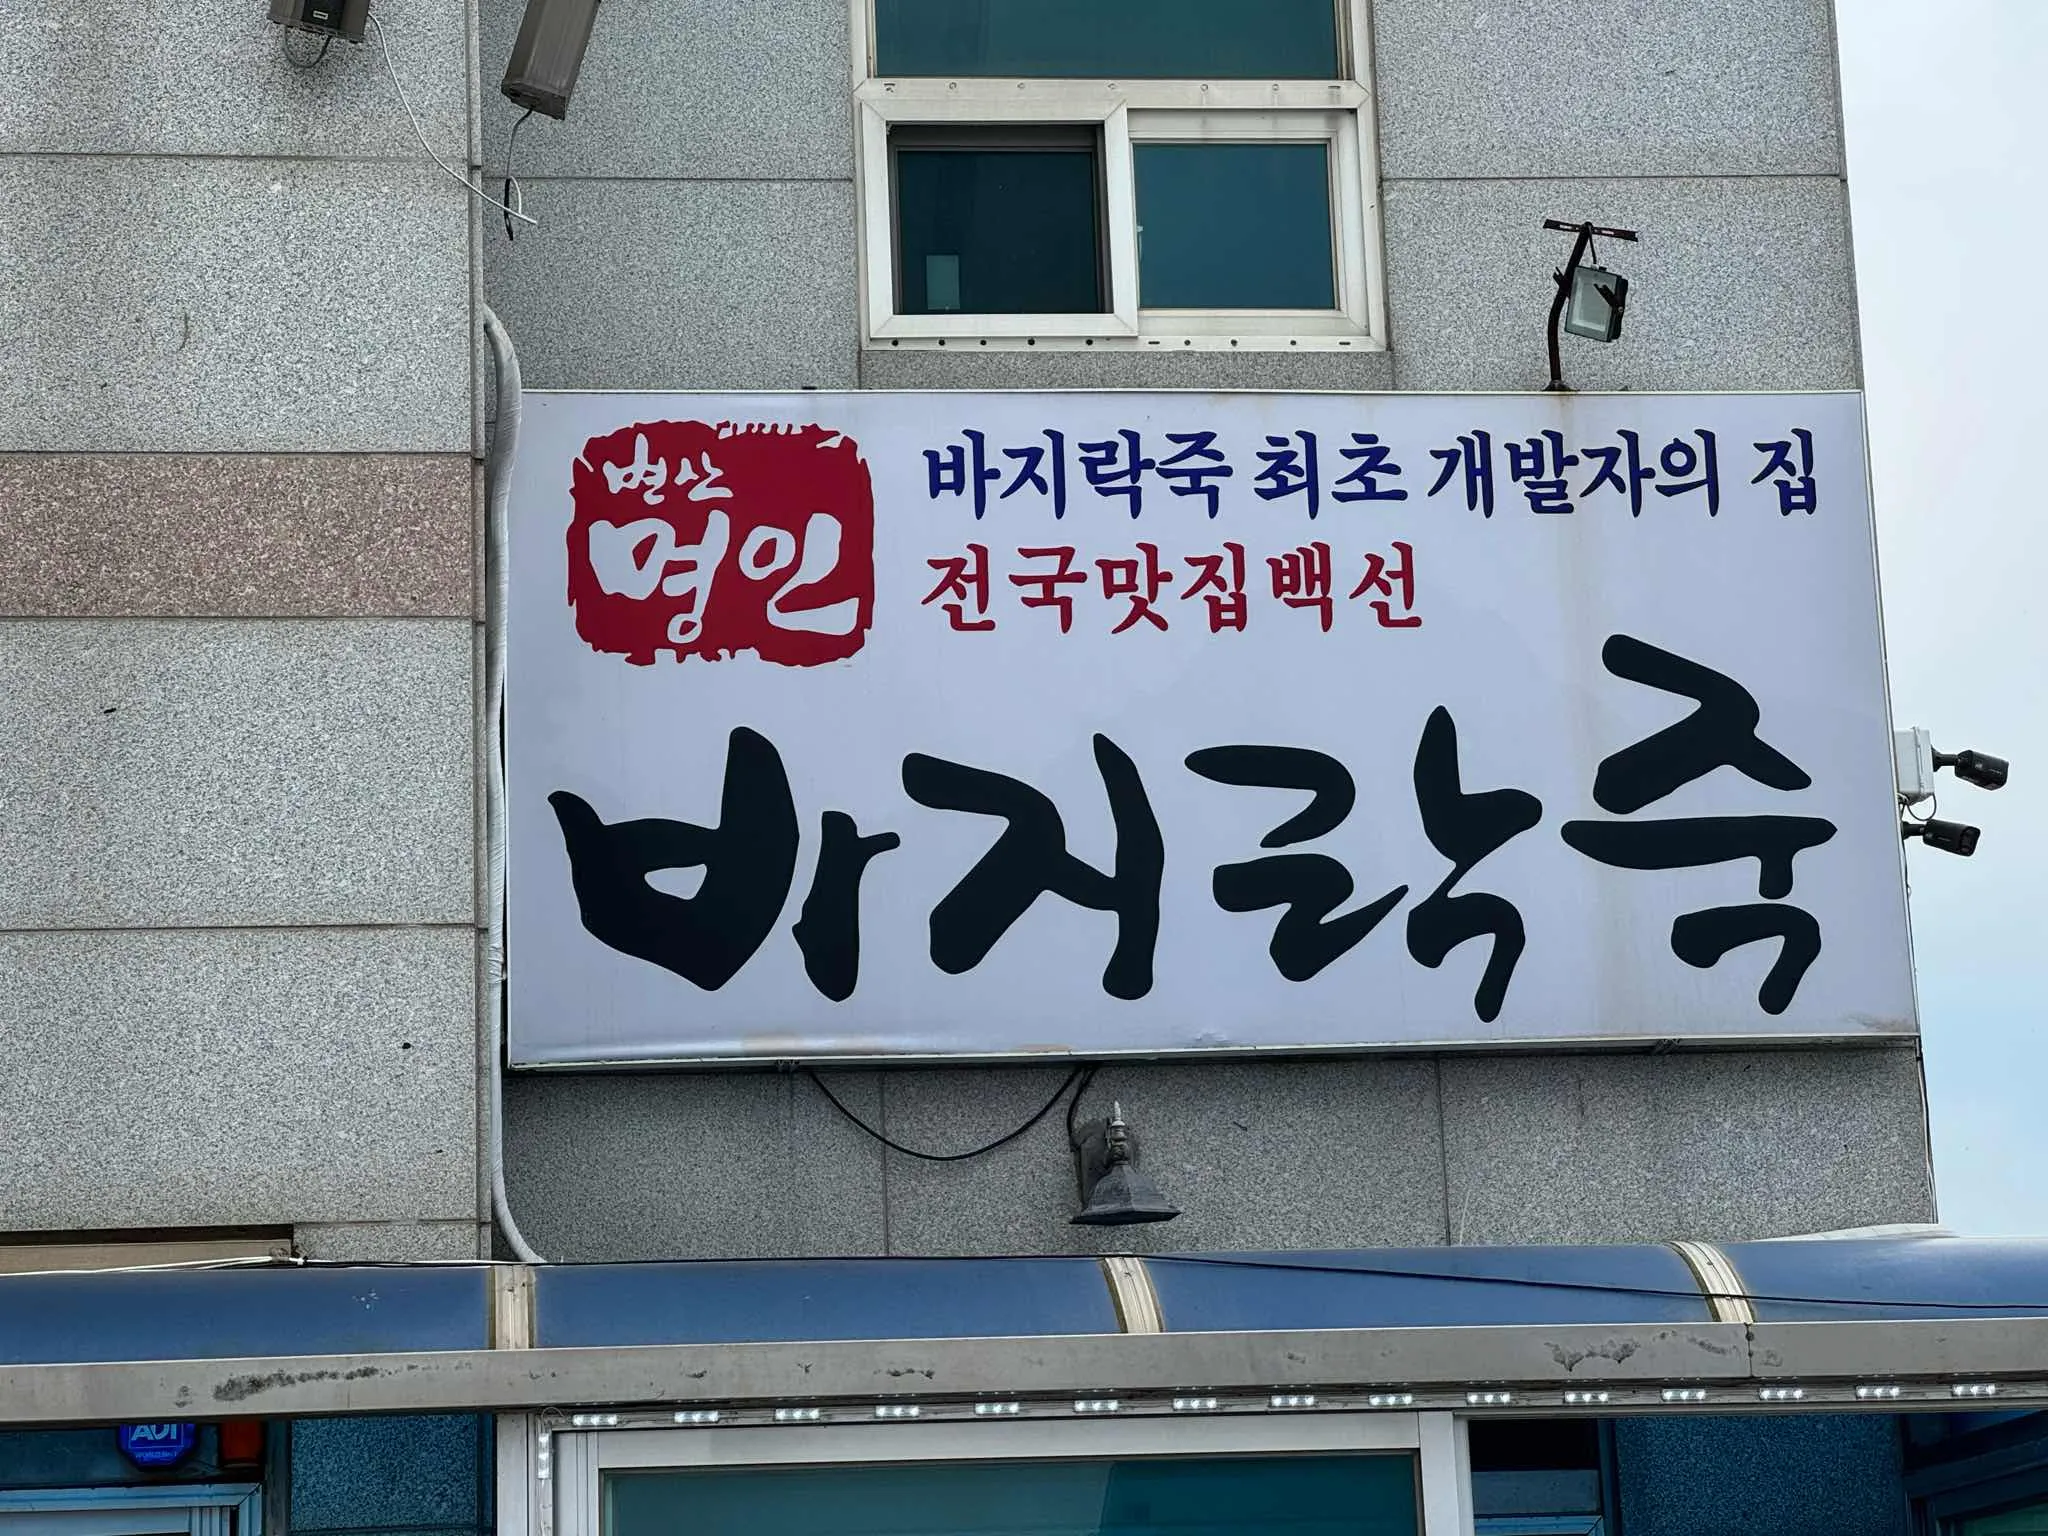 변산
명인
바지락죽 최초 개발자의 집
전국맛집백선
바지락죽